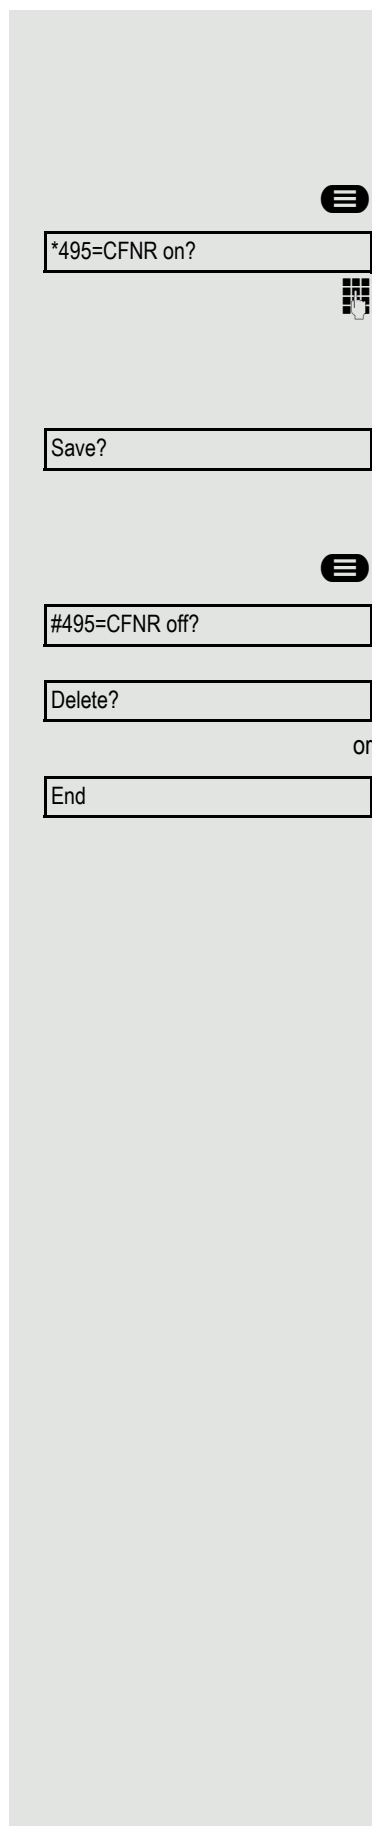 *495=CFNR on?
Save?
#495=CFNR off?
Delete?
or
End